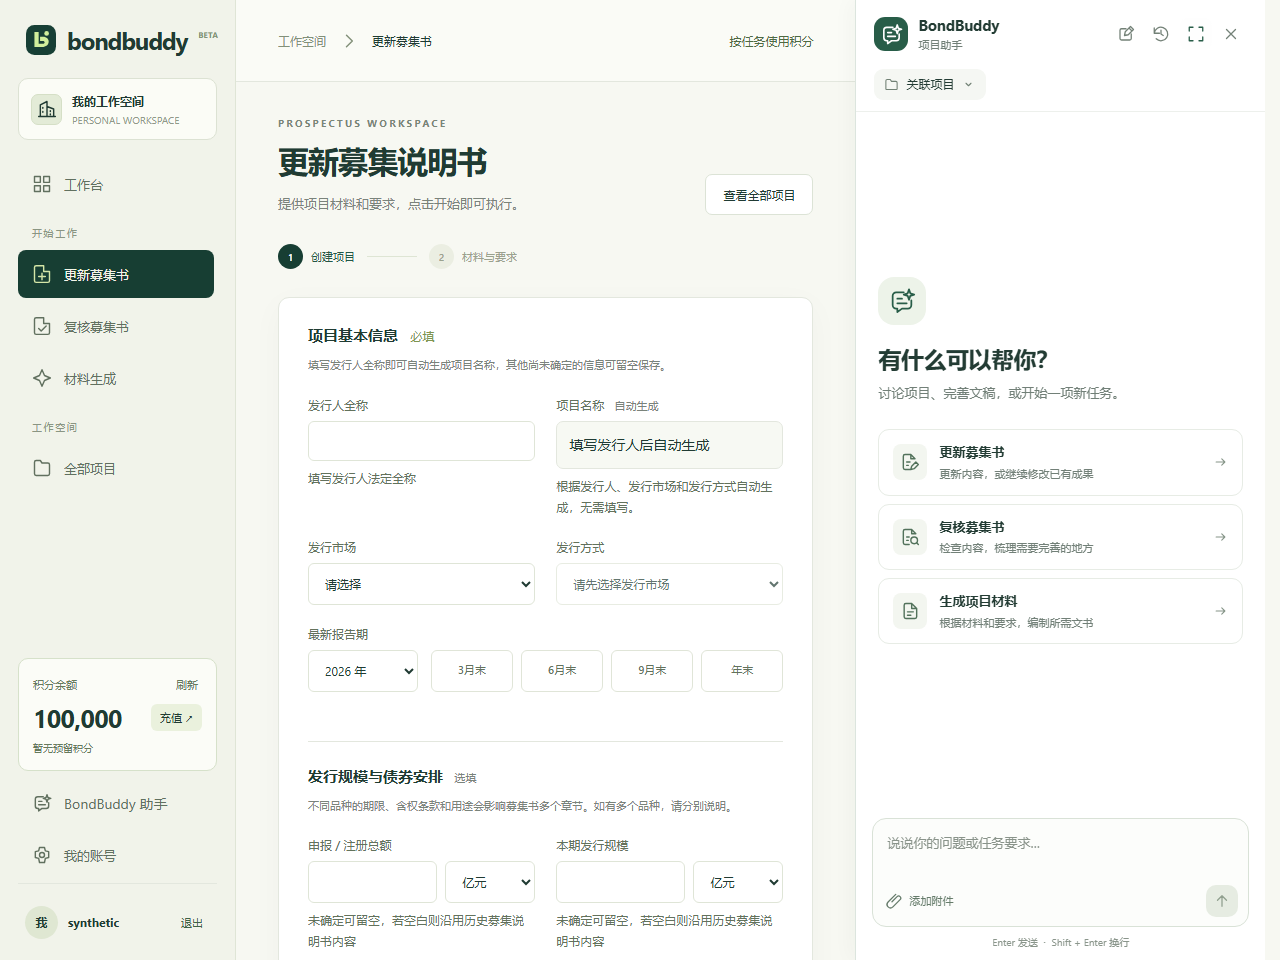 bondbuddy BETA
我的工作空间
PERSONAL WORKSPACE
工作台
开始工作
更新募集书
复核募集书
材料生成
工作空间
全部项目
积分余额 刷新
100,000 充值 ↗
暂无预留积分
BondBuddy 助手
我的账号
我 synthetic 退出
工作空间 > 更新募集书 按任务使用积分
PROSPECTUS WORKSPACE
更新募集说明书
提供项目材料和要求，点击开始即可执行。
查看全部项目
1 创建项目 2 材料与要求
项目基本信息 必填
填写发行人全称即可自动生成项目名称，其他尚未确定的信息可留空保存。
发行人全称 项目名称 自动生成
填写发行人后自动生成
填写发行人法定全称
根据发行人、发行市场和发行方式自动生
成，无需填写。
发行市场 发行方式
请选择 请先选择发行市场
最新报告期
2026 年 3月末 6月末 9月末 年末
发行规模与债券安排 选填
不同品种的期限、含权条款和用途会影响募集书多个章节。如有多个品种，请分别说明。
申报 / 注册总额 本期发行规模
亿元 亿元
未确定可留空，若空白则沿用历史募集说
明书内容
未确定可留空，若空白则沿用历史募集说
明书内容
BondBuddy
项目助手
关联项目
有什么可以帮你？
讨论项目、完善文稿，或开始一项新任务。
更新募集书
更新内容，或继续修改已有成果
复核募集书
检查内容，梳理需要完善的地方
生成项目材料
根据材料和要求，编制所需文书
说说你的问题或任务要求...
添加附件
Enter 发送 · Shift + Enter 换行